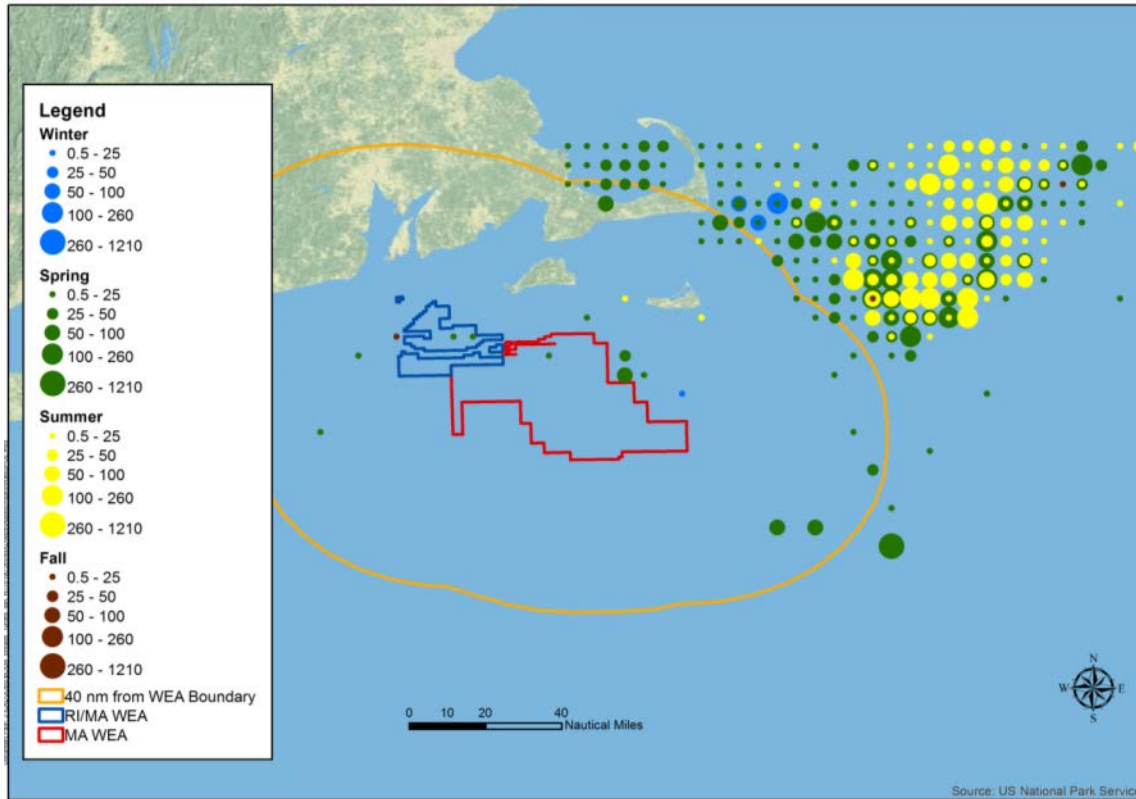 Legend
Winter
0.5 - 25
25 - 50
50 - 100
100 - 260
260 - 1210
Spring
0.5 - 25
25 - 50
50 - 100
100 - 260
260 - 1210
Summer
0.5 - 25
25 - 50
50 - 100
100 - 260
260 - 1210
Fall
0.5 - 25
25 - 50
50 - 100
100 - 260
260 - 1210
40 nm from WEA Boundary
RI/MA WEA
MA WEA
0 20 40
Nautical Miles
N
W E
S
Source: US National Park Service